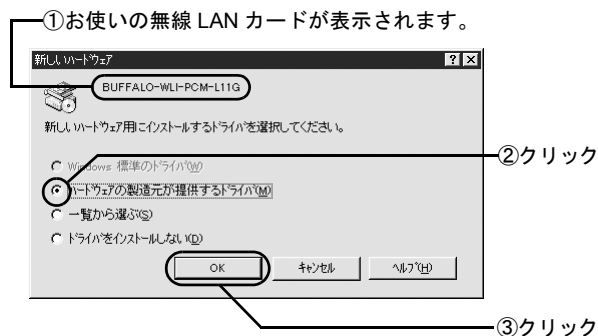 ①お使いの無線 LAN カードが表示されます。
新しいハードウェア
BUFFALO-WLI-PCM-L11G
新しいハードウェア用にインストールするドライバを選択してください。
Windows 標準のドライバ(W)
②クリック
ハードウェアの製造元が提供するドライバ(M)
一覧から選ぶ(S)
ドライバをインストールしない(D)
OK キャンセル ヘルプ(H)
③クリック